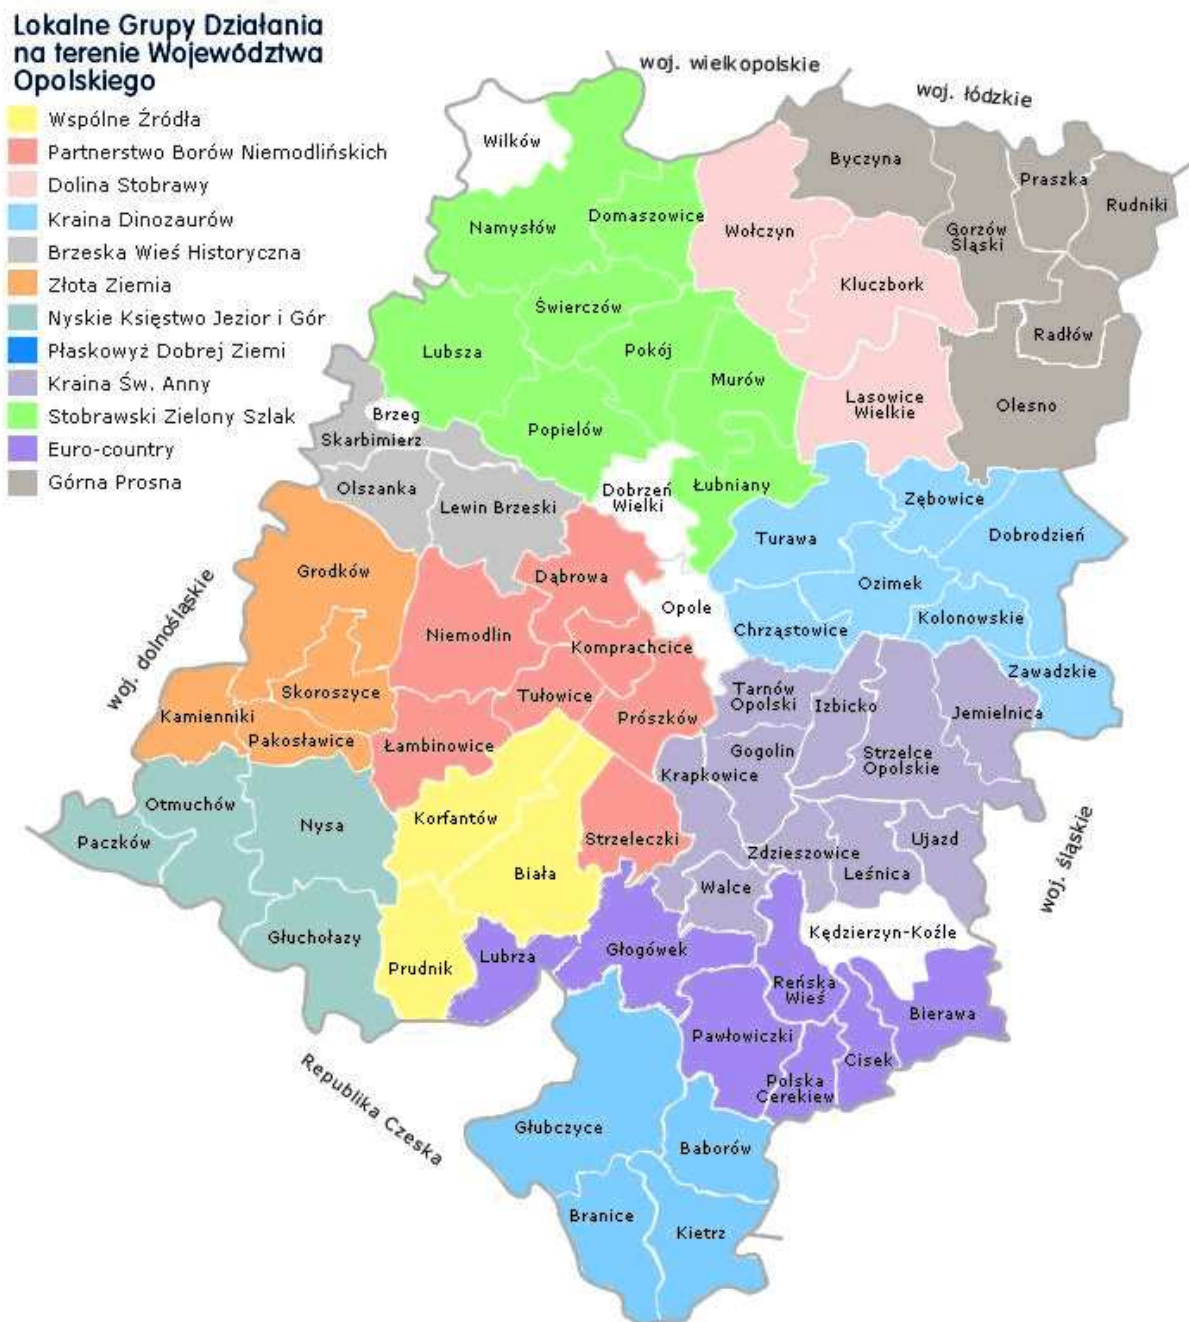 Lokalne Grupy Działania
na terenie Województwa
Opolskiego
Wspólne Źródła
Partnerstwo Borów Niemodlińskich
Dolina Stobrawy
Kraina Dinozaurów
Brzeska Wieś Historyczna
Złota Ziemia
Nyskie Księstwo Jezior i Gór
Płaskowyż Dobrej Ziemi
Kraina Św. Anny
Stobrawski Zielony Szlak
Euro-country
Górna Prosna
woj. wielkopolskie
woj. łódzkie
Wilków
Byczyna
Praszka
Rudniki
Namysłów
Domaszowice
Wołczyn
Gorzów
Śląski
Kluczbork
Świerczów
Radłów
Lubsza
Pokój
Murów
Lasowice
Wielkie
Olesno
Brzeg
Skarbimierz
Popielów
Olszanka
Lewin Brzeski
Dobrzeń
Wielki
Łubniany
Zębowice
Turawa
Dobrodzień
woj. dolnośląskie
Grodków
Dąbrowa
Opole
Ozimek
Niemodlin
Komprachcice
Chrząstowice
Kolonowskie
Zawadzkie
Skoroszyce
Tułowice
Tarnów
Opolski
Izbicko
Jemielnica
Kamienniki
Prószków
Pakosławice
Łambinowice
Gogolin
Strzelce
Opolskie
Krapkowice
Otmuchów
Paczków
Nysa
Korfantów
Strzeleczki
Zdzieszowice
Ujazd
Leśnica
woj. śląskie
Biała
Walce
Głuchołazy
Kędzierzyn-Koźle
Prudnik
Lubrza
Głogówek
Reńska
Wieś
Bierawa
Pawłowiczki
Cisek
Polska
Cerekiew
Republika Czeska
Głubczyce
Baborów
Branice
Kietrz